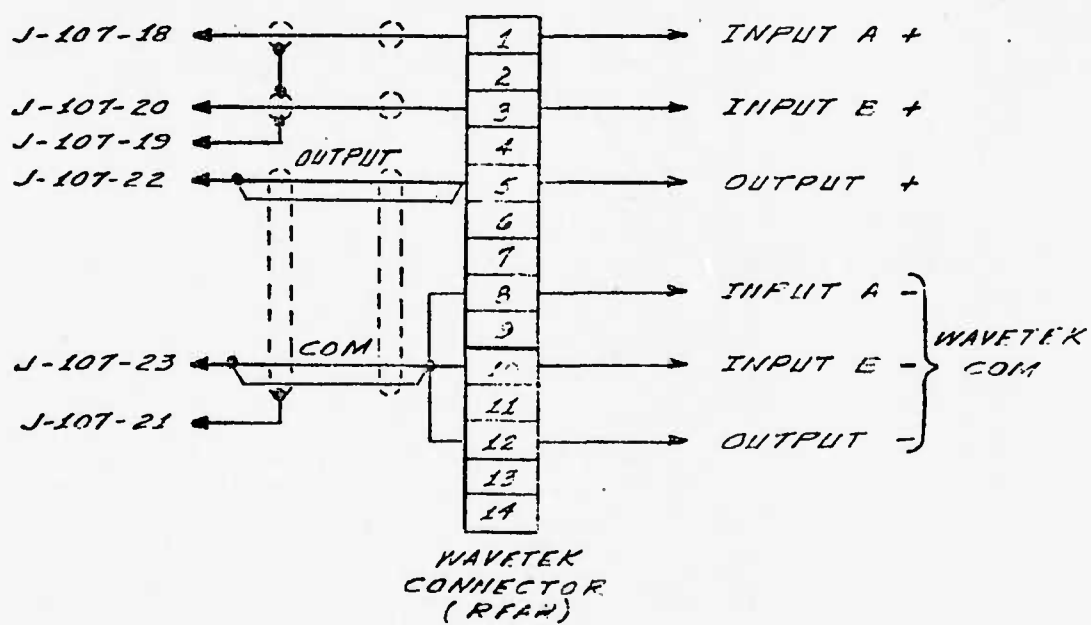 J-107-18
1
INPUT A +
2
J-107-20
3
INPUT E +
J-107-19
4
OUTPUT
J-107-22
5
OUTPUT +
6
7
8
INPUT A -
9
WAVETEK
COM
COM
J-107-23
10
INPUT E -
11
J-107-21
12
OUTPUT -
13
14
WAVETEK
CONNECTOR
(REAR)